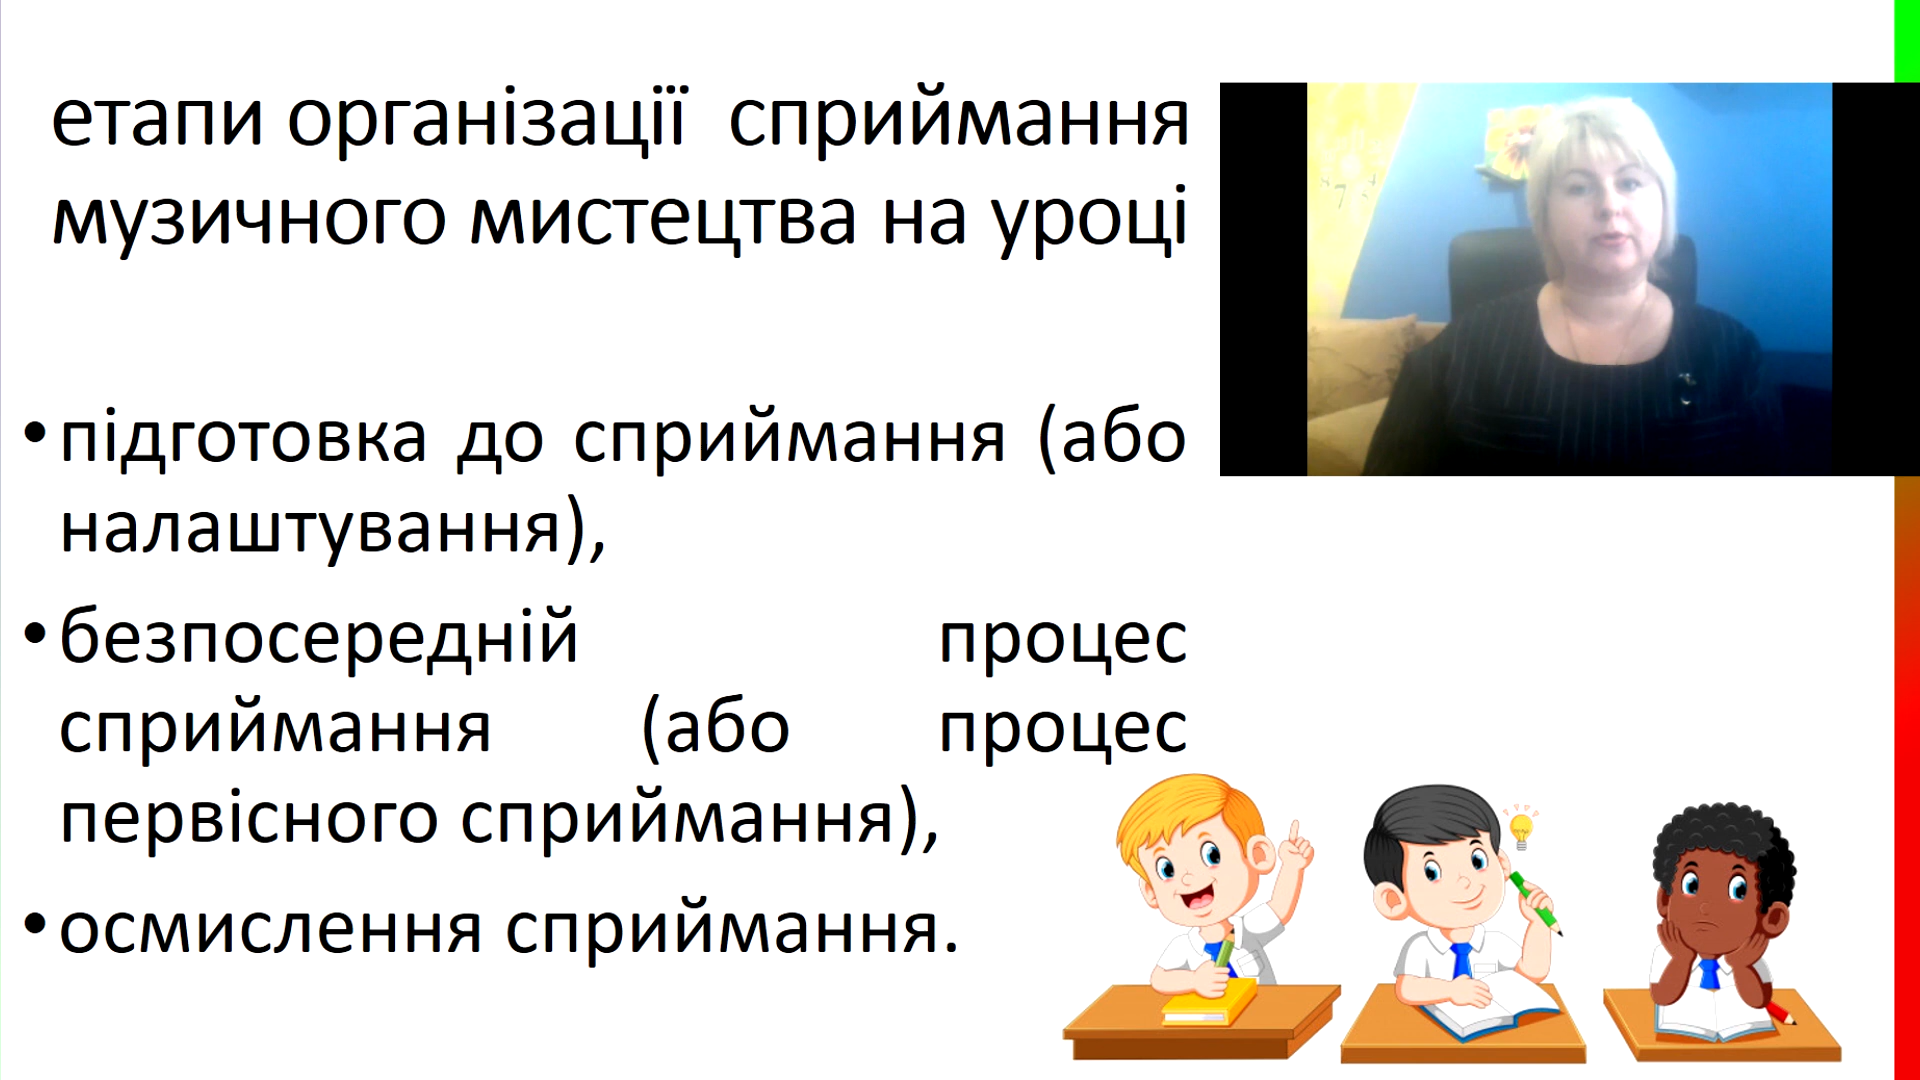 етапи організації сприймання
музичного мистецтва на уроці
•підготовка до сприймання (або
налаштування),
•безпосередній процес
сприймання (або процес
первісного сприймання),
•осмислення сприймання.